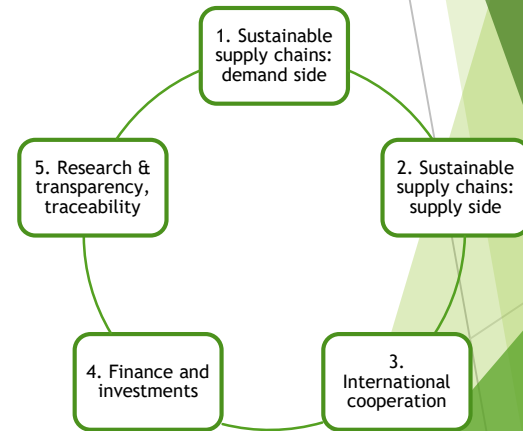 1. Sustainable
supply chains:
demand side
2. Sustainable
supply chains:
supply side
3.
International
cooperation
4. Finance and
investments
5. Research &
transparency,
traceability